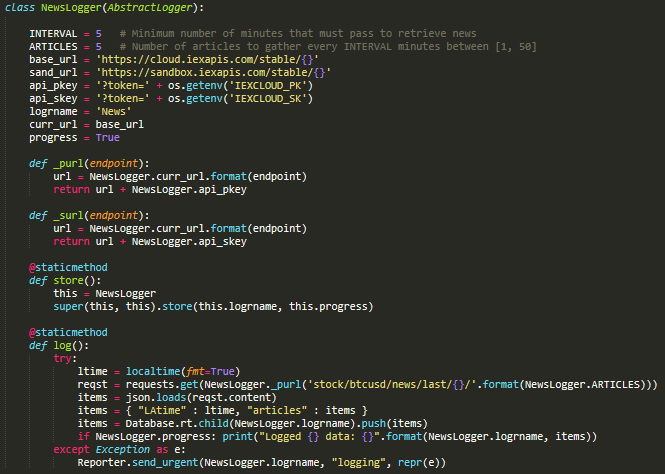 class NewsLogger(AbstractLogger):
INTERVAL = 5 # Minimum number of minutes that must pass to retrieve news
ARTICLES = 5 # Number of articles to gather every INTERVAL minutes between [1, 50]
base_url = 'https://cloud.iexapis.com/stable/{}'
sand_url = 'https://sandbox.iexapis.com/stable/{}'
api_pkey = '?token=' + os.getenv('IEXCLOUD_PK')
api_skey = '?token=' + os.getenv('IEXCLOUD_SK')
logrname = 'News'
curr_url = base_url
progress = True
def _purl(endpoint):
url = NewsLogger.curr_url.format(endpoint)
return url + NewsLogger.api_pkey
def _surl(endpoint):
url = NewsLogger.curr_url.format(endpoint)
return url + NewsLogger.api_skey
@staticmethod
def store():
this = NewsLogger
super(this, this).store(this.logrname, this.progress)
@staticmethod
def log():
try:
ltime = localtime(fmt=True)
reqst = requests.get(NewsLogger._purl('stock/btcusd/news/last/{}/'.format(NewsLogger.ARTICLES)))
items = json.loads(reqst.content)
items = { "LAtime" : ltime, "articles" : items }
items = Database.rt.child(NewsLogger.logrname).push(items)
if NewsLogger.progress: print("Logged {} data: {}".format(NewsLogger.logrname, items))
except Exception as e:
Reporter.send_urgent(NewsLogger.logrname, "logging", repr(e))